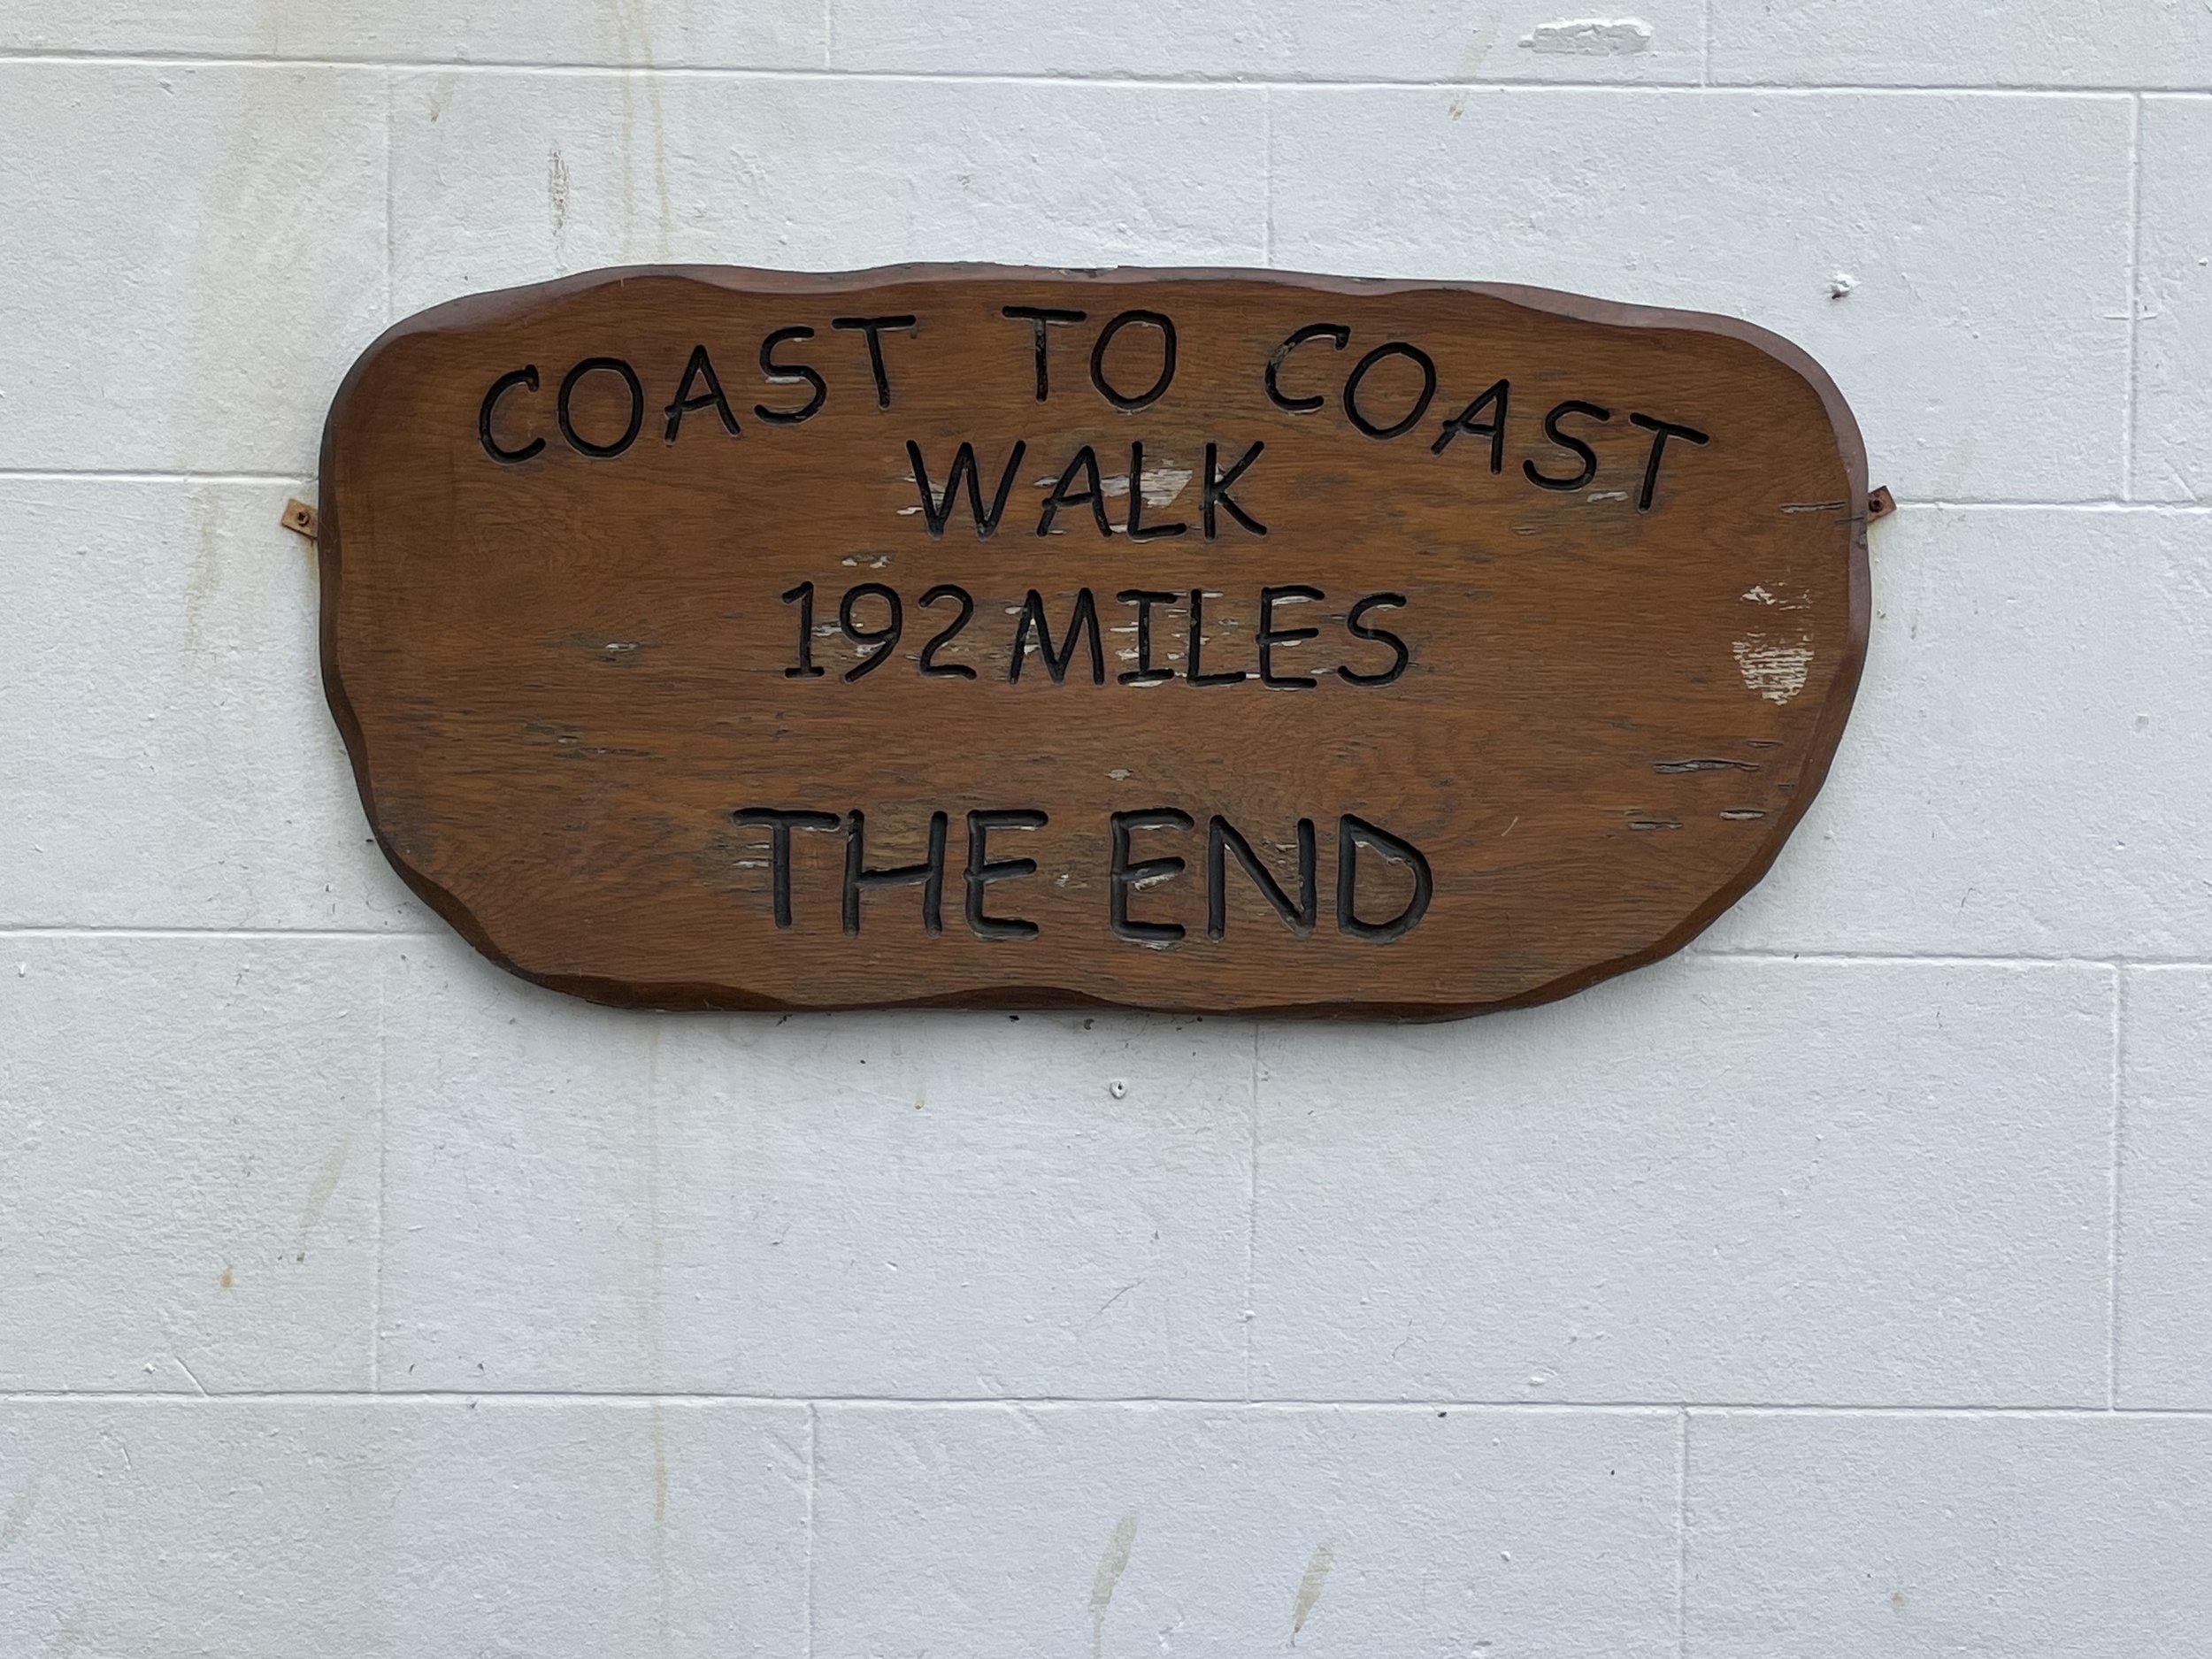 COAST TO COAST
WALK
192 MILES
THE END